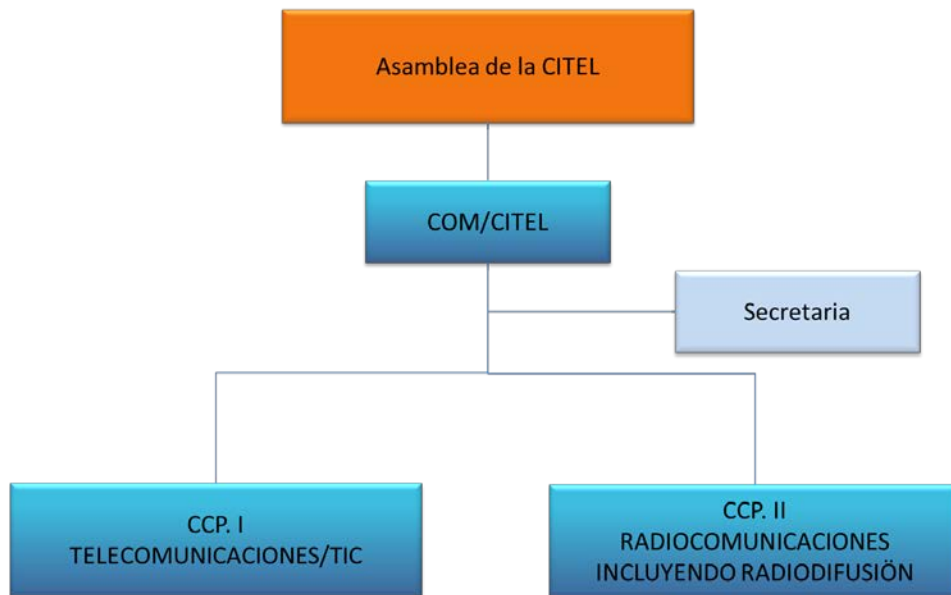 Asamblea de la CITEL
COM/CITEL
Secretaria
CCP. I
TELECOMUNICACIONES/TIC
CCP. II
RADIOCOMUNICACIONES
INCLUYENDO RADIODIFUSIÖN